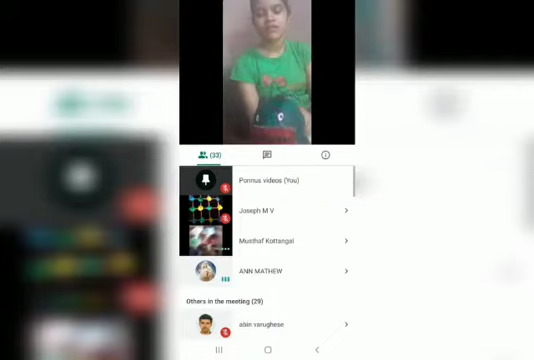 (33)
Ponnus videos (You)
Joseph M V
Musthaf Kottangal
ANN MATHEW
Others in the meeting (29)
abin varughese